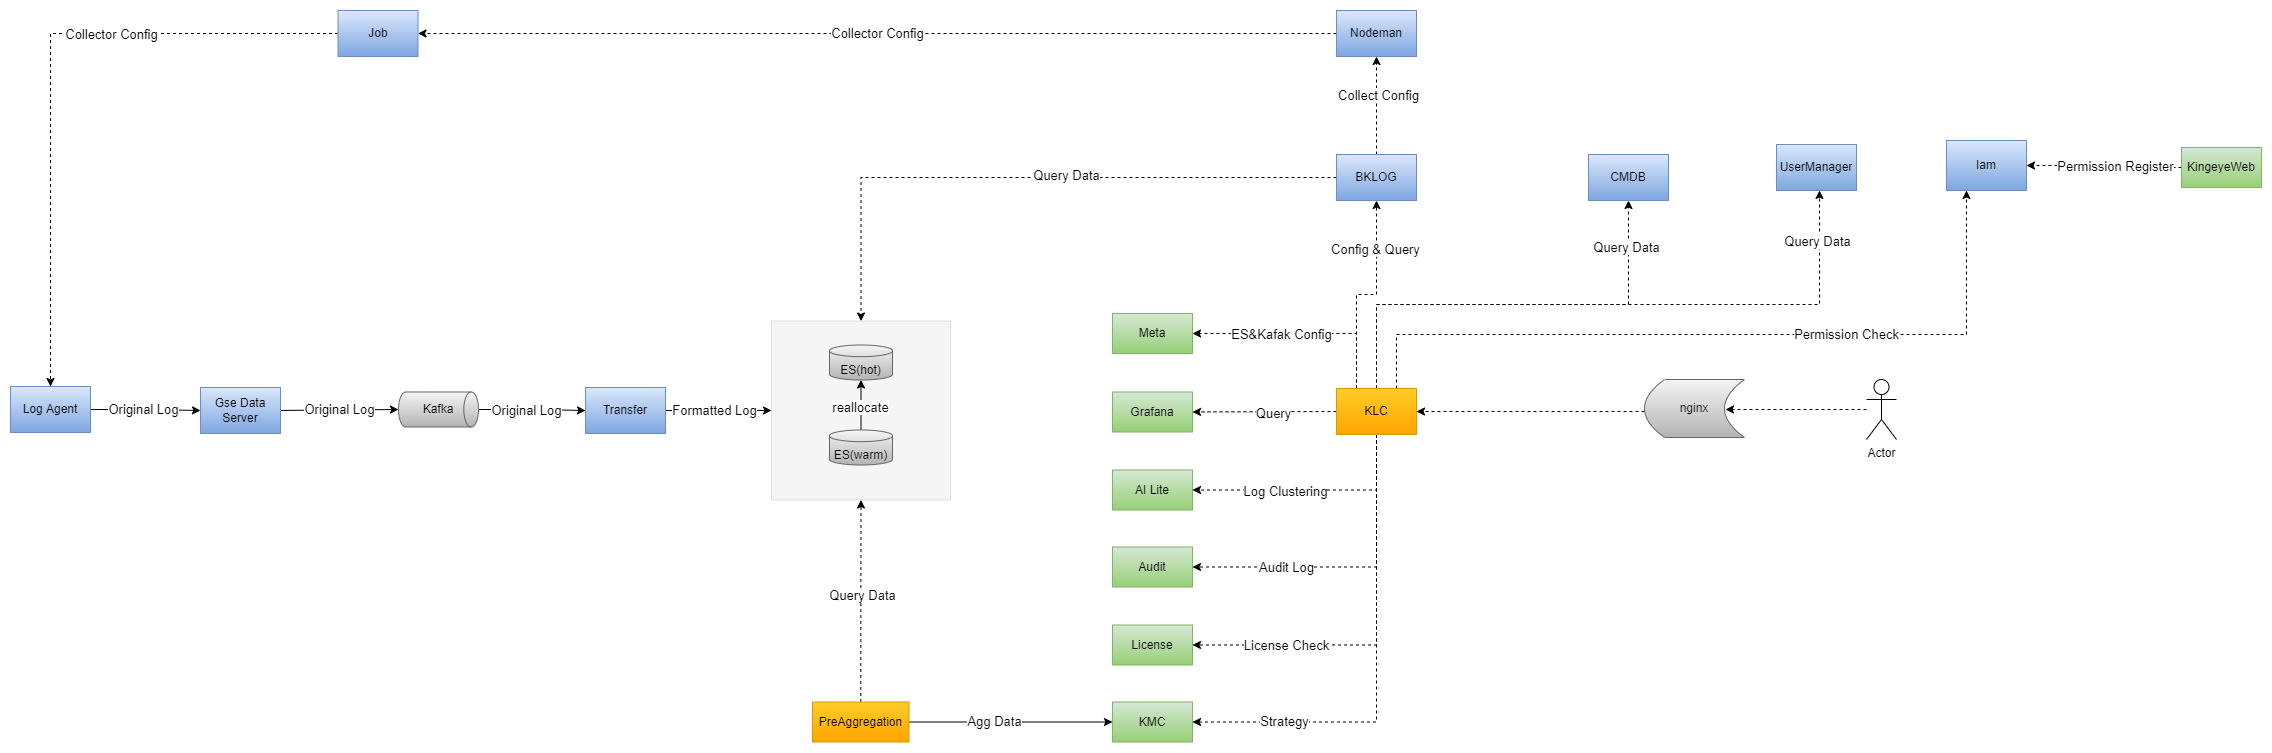 Collector Config
Job
Collector Config
Nodeman
Collect Config
Query Data
BKLOG
CMDB
UserManager
Iam
Permission Register
KingeyeWeb
Config & Query
Query Data
Query Data
Meta
ES&Kafak Config
Permission Check
ES(hot)
reallocate
ES(warm)
Log Agent
Original Log
Gse Data
Server
Original Log
Kafka
Original Log
Transfer
Formatted Log
Grafana
Query
KLC
nginx
Actor
AI Lite
Log Clustering
Audit
Audit Log
Query Data
License
License Check
PreAggregation
Agg Data
KMC
Strategy